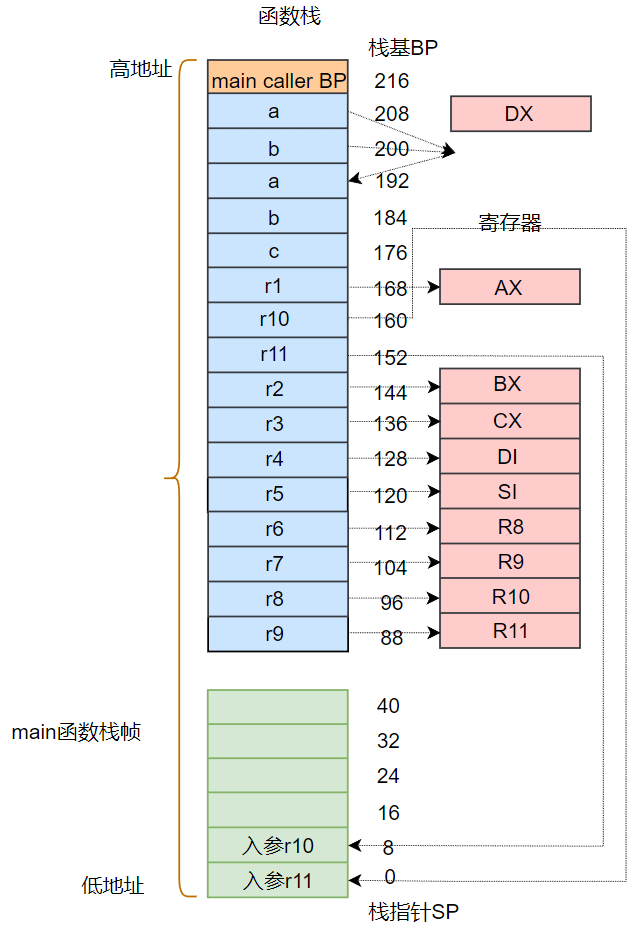 函数栈
栈基BP
高地址
main caller BP
216
a
208
DX
b
200
a
192
b
184
寄存器
c
176
r1
168
AX
r10
160
r11
152
r2
144
BX
r3
136
CX
r4
128
DI
r5
120
SI
r6
112
R8
r7
104
R9
r8
96
R10
r9
88
R11
40
main函数栈帧
32
24
16
入参r10
8
入参r11
0
低地址
栈指针SP